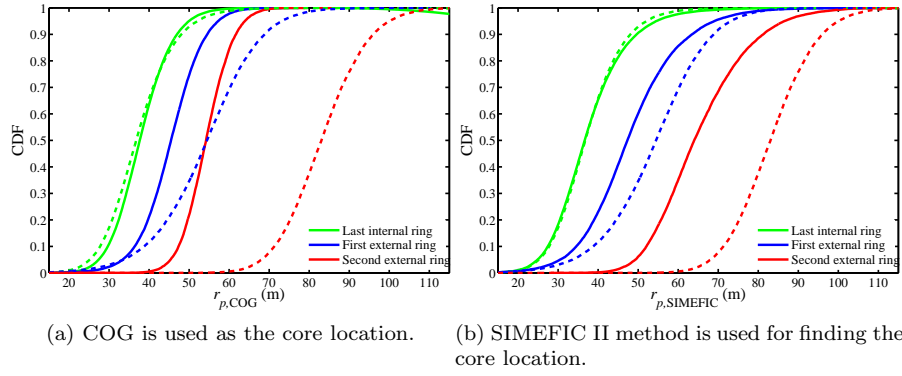 1
0.9
0.8
0.7
0.6
0.5
0.4
0.3
0.2
0.1
0
CDF
20 30 40 50 60 70 80 90 100 110
r_{p,COG} (m)
Last internal ring
First external ring
Second external ring
(a) COG is used as the core location.
1
0.9
0.8
0.7
0.6
0.5
0.4
0.3
0.2
0.1
0
CDF
20 30 40 50 60 70 80 90 100 110
r_{p,SIMEFIC} (m)
Last internal ring
First external ring
Second external ring
(b) SIMEFIC II method is used for finding the
core location.